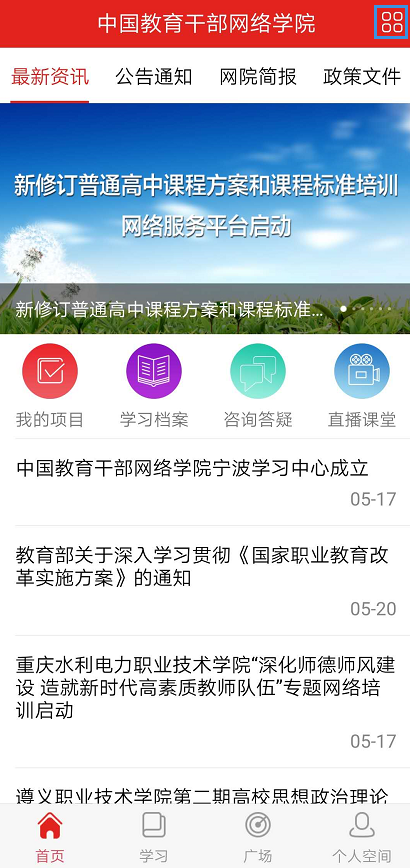 中国教育干部网络学院
最新资讯 公告通知 网院简报 政策文件
新修订普通高中课程方案和课程标准培训
网络服务平台启动
新修订普通高中课程方案和课程标准...
我的项目 学习档案 咨询答疑 直播课堂
中国教育干部网络学院宁波学习中心成立
05-17
教育部关于深入学习贯彻《国家职业教育改
革实施方案》的通知
05-20
重庆水利电力职业技术学院“深化师德师风建
设 造就新时代高素质教师队伍”专题网络培
训启动
05-17
遵义职业技术学院第二期高校思想政治理论
首页 学习 广场 个人空间